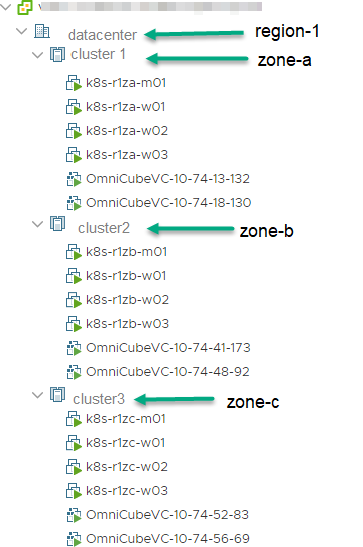 datacenter region-1
cluster 1 zone-a
k8s-r1za-m01
k8s-r1za-w01
k8s-r1za-w02
k8s-r1za-w03
OmniCubeVC-10-74-13-132
OmniCubeVC-10-74-18-130
cluster2 zone-b
k8s-r1zb-m01
k8s-r1zb-w01
k8s-r1zb-w02
k8s-r1zb-w03
OmniCubeVC-10-74-41-173
OmniCubeVC-10-74-48-92
cluster3 zone-c
k8s-r1zc-m01
k8s-r1zc-w01
k8s-r1zc-w02
k8s-r1zc-w03
OmniCubeVC-10-74-52-83
OmniCubeVC-10-74-56-69